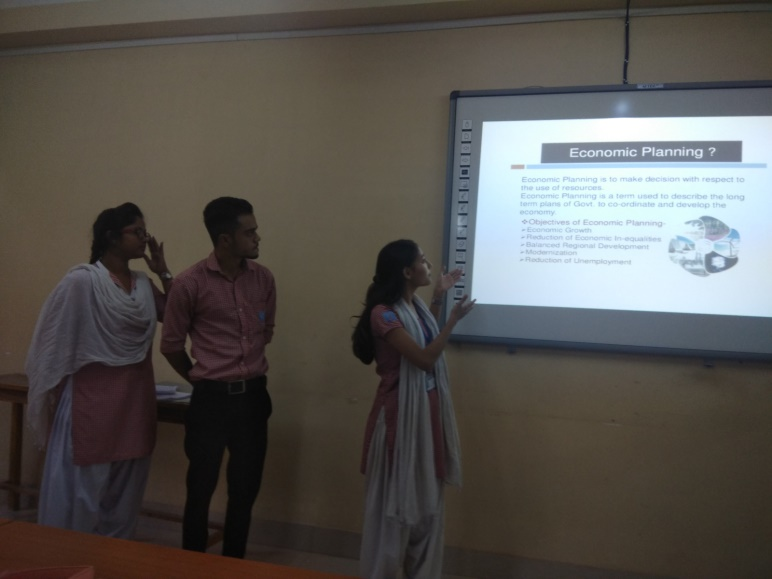 Economic Planning ?
Economic Planning is to make decision with respect to
the use of resources.
Economic Planning is a term used to describe the long
term plans of Govt. to co-ordinate and develop the
economy.
❖Objectives of Economic Planning-
➢Economic Growth
➢Reduction of Economic In-equalities
➢Balanced Regional Development
➢Modernization
➢Reduction of Unemployment